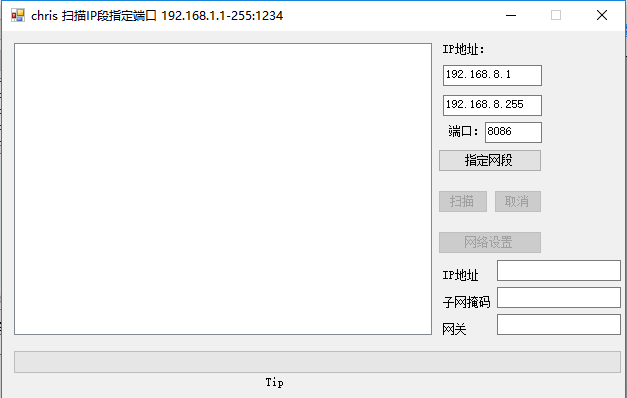 chris 扫描IP段指定端口 192.168.1.1-255:1234
IP地址：
192.168.8.1
192.168.8.255
端口： 8086
指定网段
扫描 取消
网络设置
IP地址
子网掩码
网关
Tip